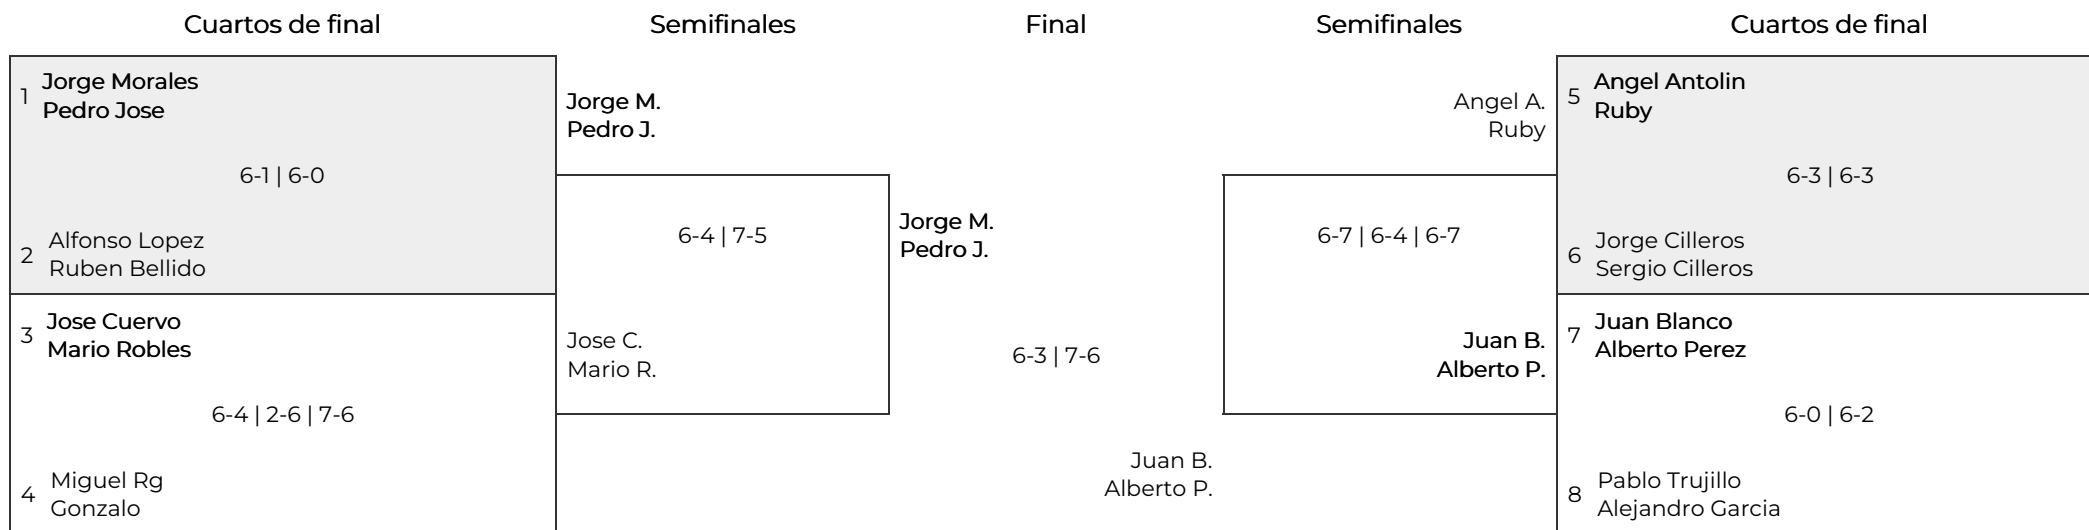 Cuartos de final
Semifinales
Final
Semifinales
Cuartos de final
1
Jorge Morales
Pedro Jose
6-1 | 6-0
2
Alfonso Lopez
Ruben Bellido
3
Jose Cuervo
Mario Robles
6-4 | 2-6 | 7-6
4
Miguel Rg
Gonzalo
Jorge M.
Pedro J.
6-4 | 7-5
Jose C.
Mario R.
Jorge M.
Pedro J.
6-3 | 7-6
Juan B.
Alberto P.
Angel A.
Ruby
6-7 | 6-4 | 6-7
Juan B.
Alberto P.
5
Angel Antolin
Ruby
6-3 | 6-3
6
Jorge Cilleros
Sergio Cilleros
7
Juan Blanco
Alberto Perez
6-0 | 6-2
8
Pablo Trujillo
Alejandro Garcia